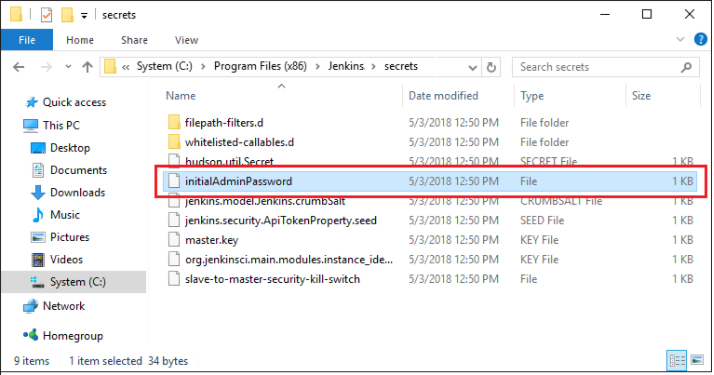 secrets
File Home Share View
System (C:) Program Files (x86) Jenkins secrets Search secrets
Name Date modified Type Size
Quick access
This PC
Desktop
Documents
Downloads
Music
Pictures
Videos
System (C:)
Network
Homegroup
filepath-filters.d 5/3/2018 12:50 PM File folder
whitelisted-callables.d 5/3/2018 12:50 PM File folder
hudson.util.Secret 5/3/2018 12:50 PM SECRET File 1 KB
initialAdminPassword 5/3/2018 12:50 PM File 1 KB
jenkins.model.Jenkins.crumbSalt 5/3/2018 12:50 PM CRUMBSALT File 1 KB
jenkins.security.ApiTokenProperty.seed 5/3/2018 12:50 PM SEED File 1 KB
master.key 5/3/2018 12:50 PM KEY File 1 KB
org.jenkinsci.main.modules.instance_ide... 5/3/2018 12:50 PM KEY File 1 KB
slave-to-master-security-kill-switch 5/3/2018 12:50 PM File 1 KB
9 items 1 item selected 34 bytes